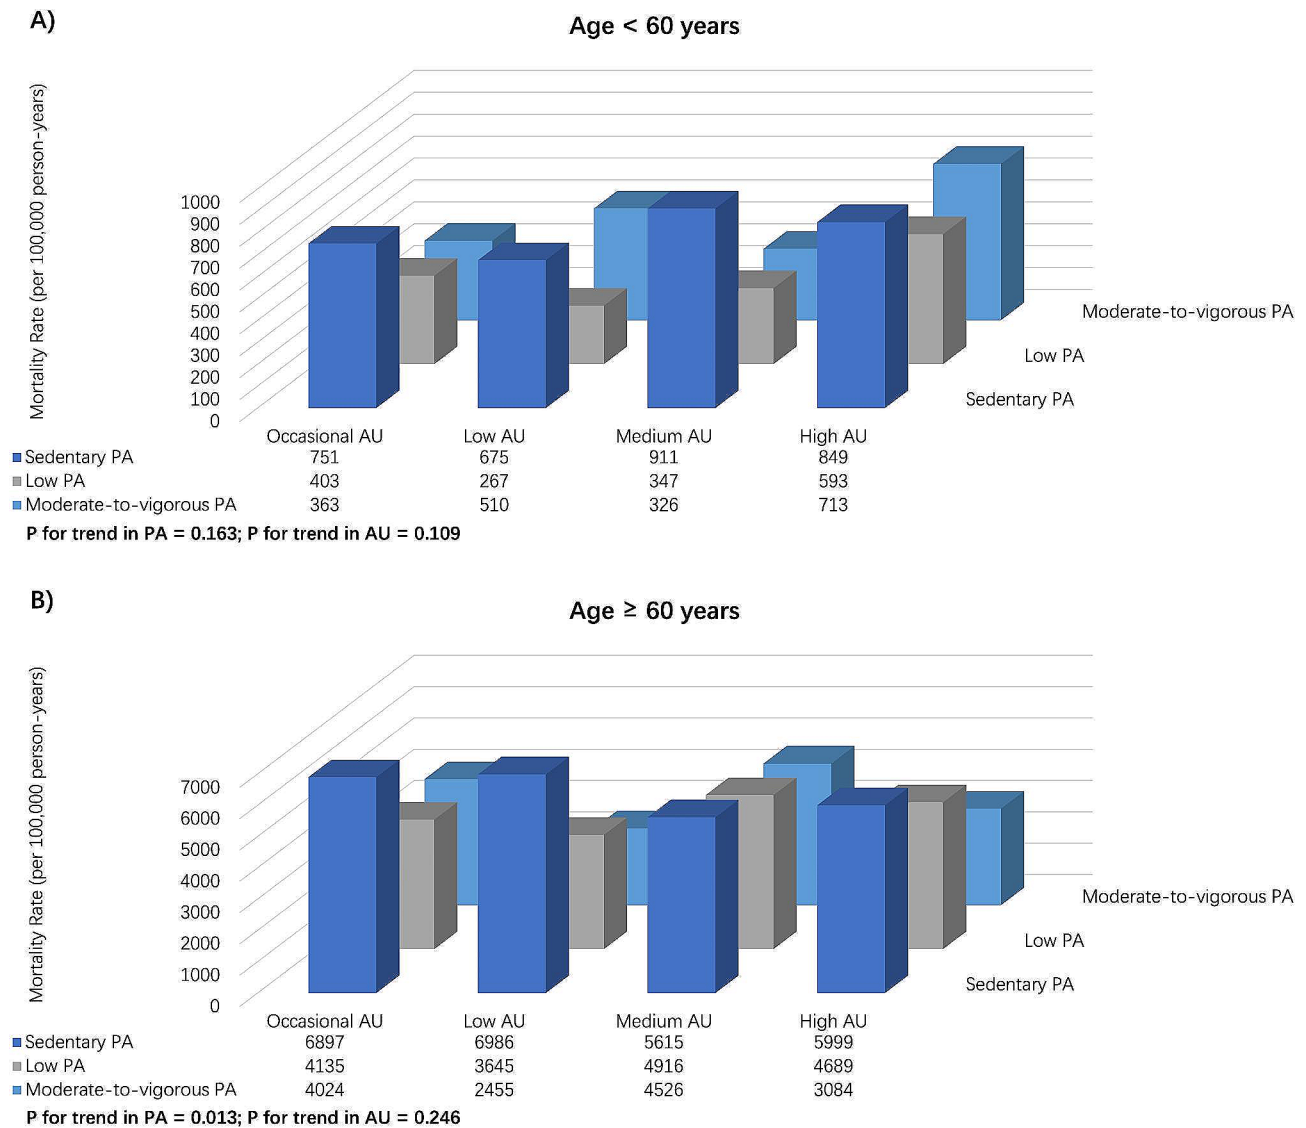 A)
Age < 60 years
Mortality Rate (per 100,000 person-years)
1000
900
800
700
600
500
400
300
200
100
0
Moderate-to-vigorous PA
Low PA
Sedentary PA
Occasional AU Low AU Medium AU High AU
Sedentary PA 751 675 911 849
Low PA 403 267 347 593
Moderate-to-vigorous PA 363 510 326 713
P for trend in PA = 0.163; P for trend in AU = 0.109
B)
Age ≥ 60 years
Mortality Rate (per 100,000 person-years)
7000
6000
5000
4000
3000
2000
1000
0
Moderate-to-vigorous PA
Low PA
Sedentary PA
Occasional AU Low AU Medium AU High AU
Sedentary PA 6897 6986 5615 5999
Low PA 4135 3645 4916 4689
Moderate-to-vigorous PA 4024 2455 4526 3084
P for trend in PA = 0.013; P for trend in AU = 0.246